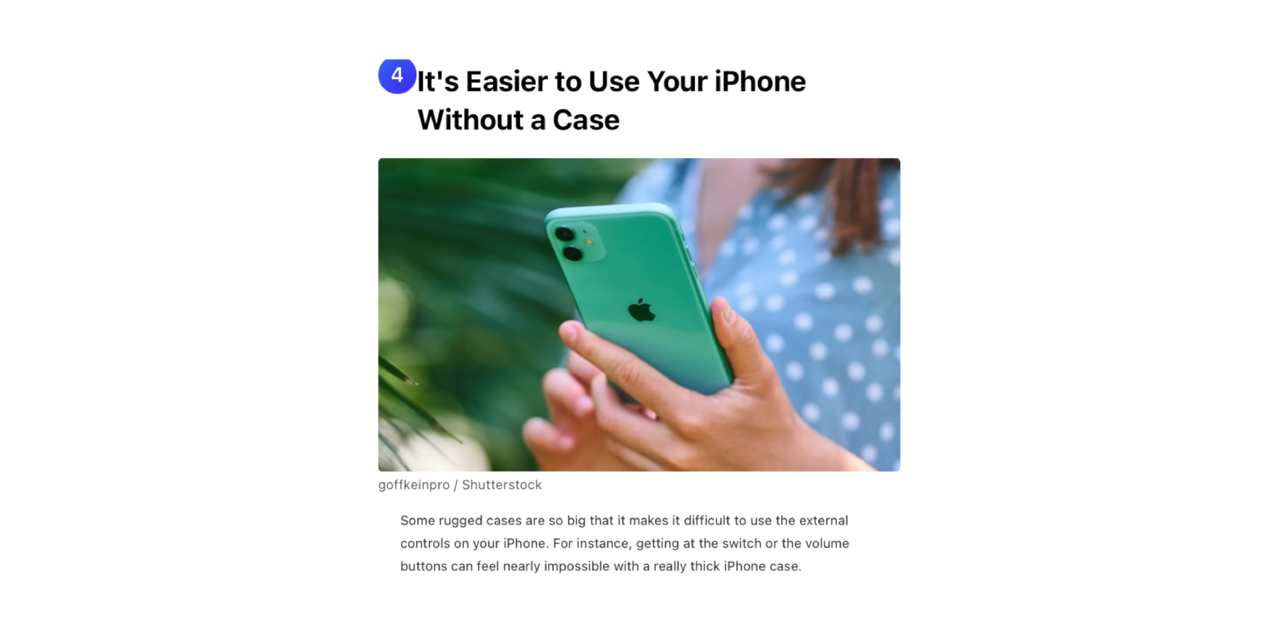 4
It's Easier to Use Your iPhone
Without a Case
goffkeinpro / Shutterstock
Some rugged cases are so big that it makes it difficult to use the external
controls on your iPhone. For instance, getting at the switch or the volume
buttons can feel nearly impossible with a really thick iPhone case.